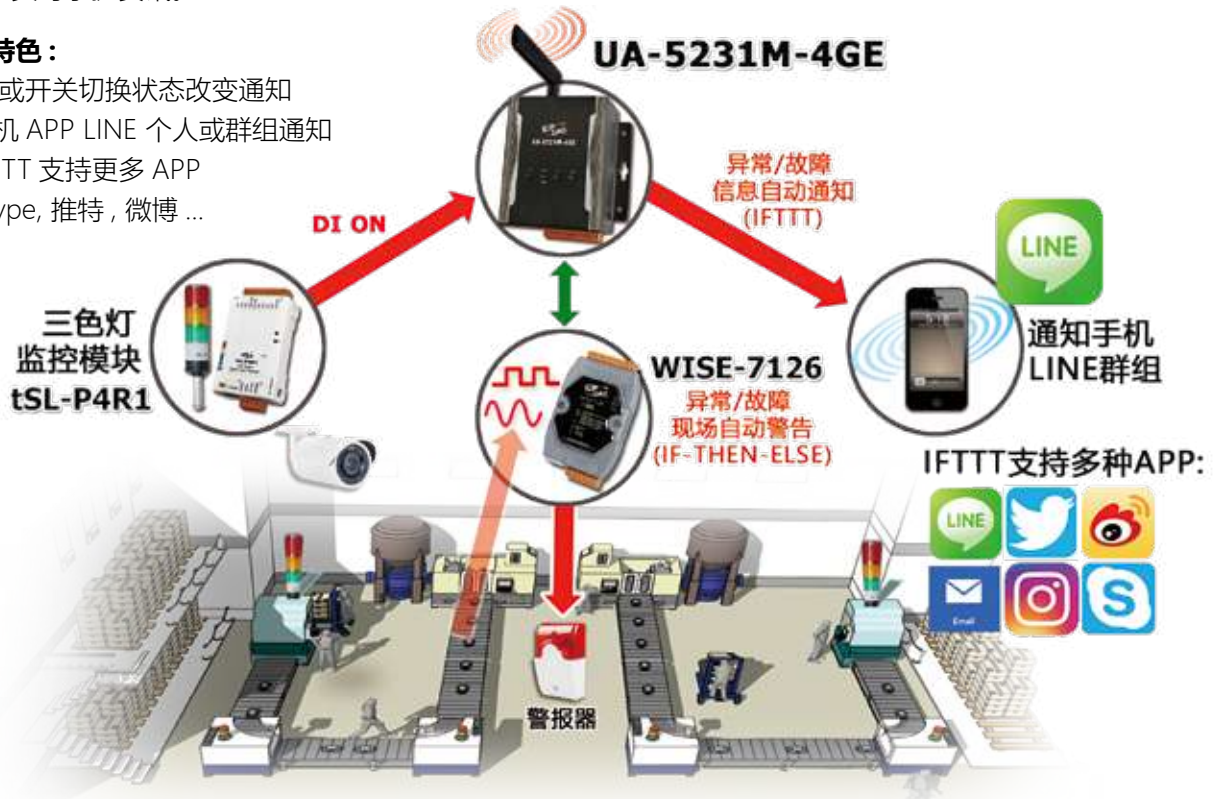 特色 :
或开关切换状态改变通知
机 APP LINE 个人或群组通知
TT 支持更多 APP
ype, 推特 , 微博 ...
UA-5231M-4GE
异常/故障
信息自动通知
(IFTTT)
DI ON
LINE
三色灯
监控模块
tSL-P4R1
通知手机
LINE群组
WISE-7126
异常/故障
现场自动警告
(IF-THEN-ELSE)
IFTTT支持多种APP:
LINE
Email
警报器